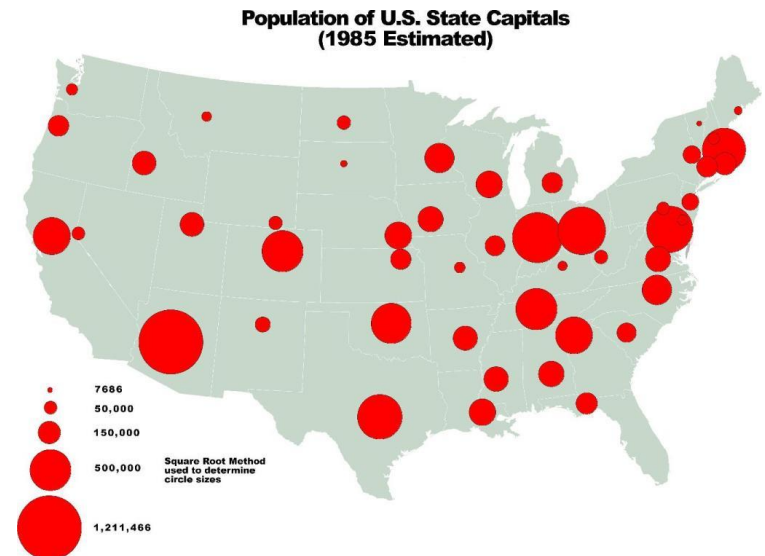 Population of U.S. State Capitals
(1985 Estimated)
7686
50,000
150,000
500,000
Square Root Method
used to determine
circle sizes
1,211,466